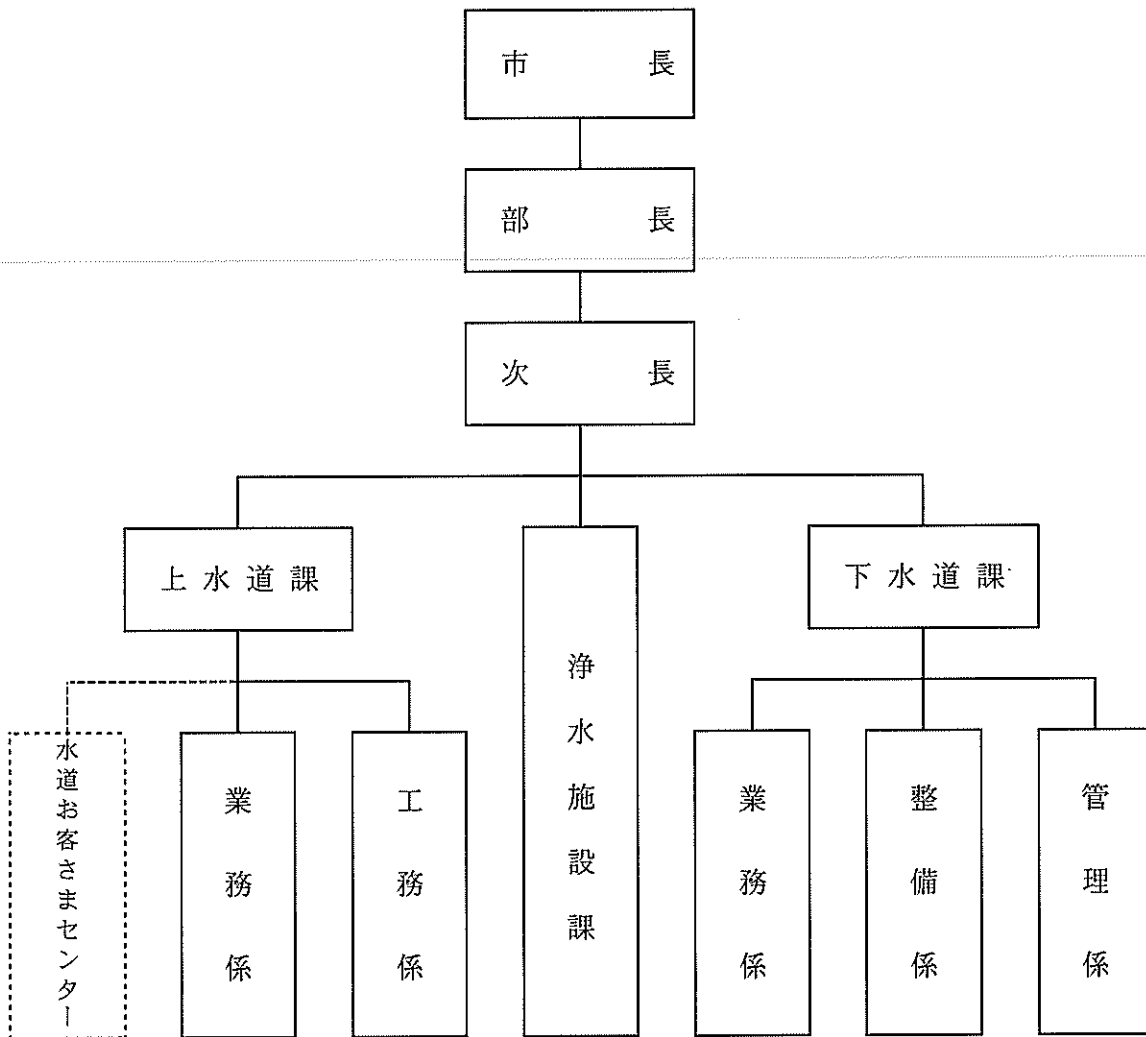 市長
部長
次長
上水道課
下水道課
水道お客さまセンター
業務係
工務係
浄水施設課
業務係
整備係
管理係